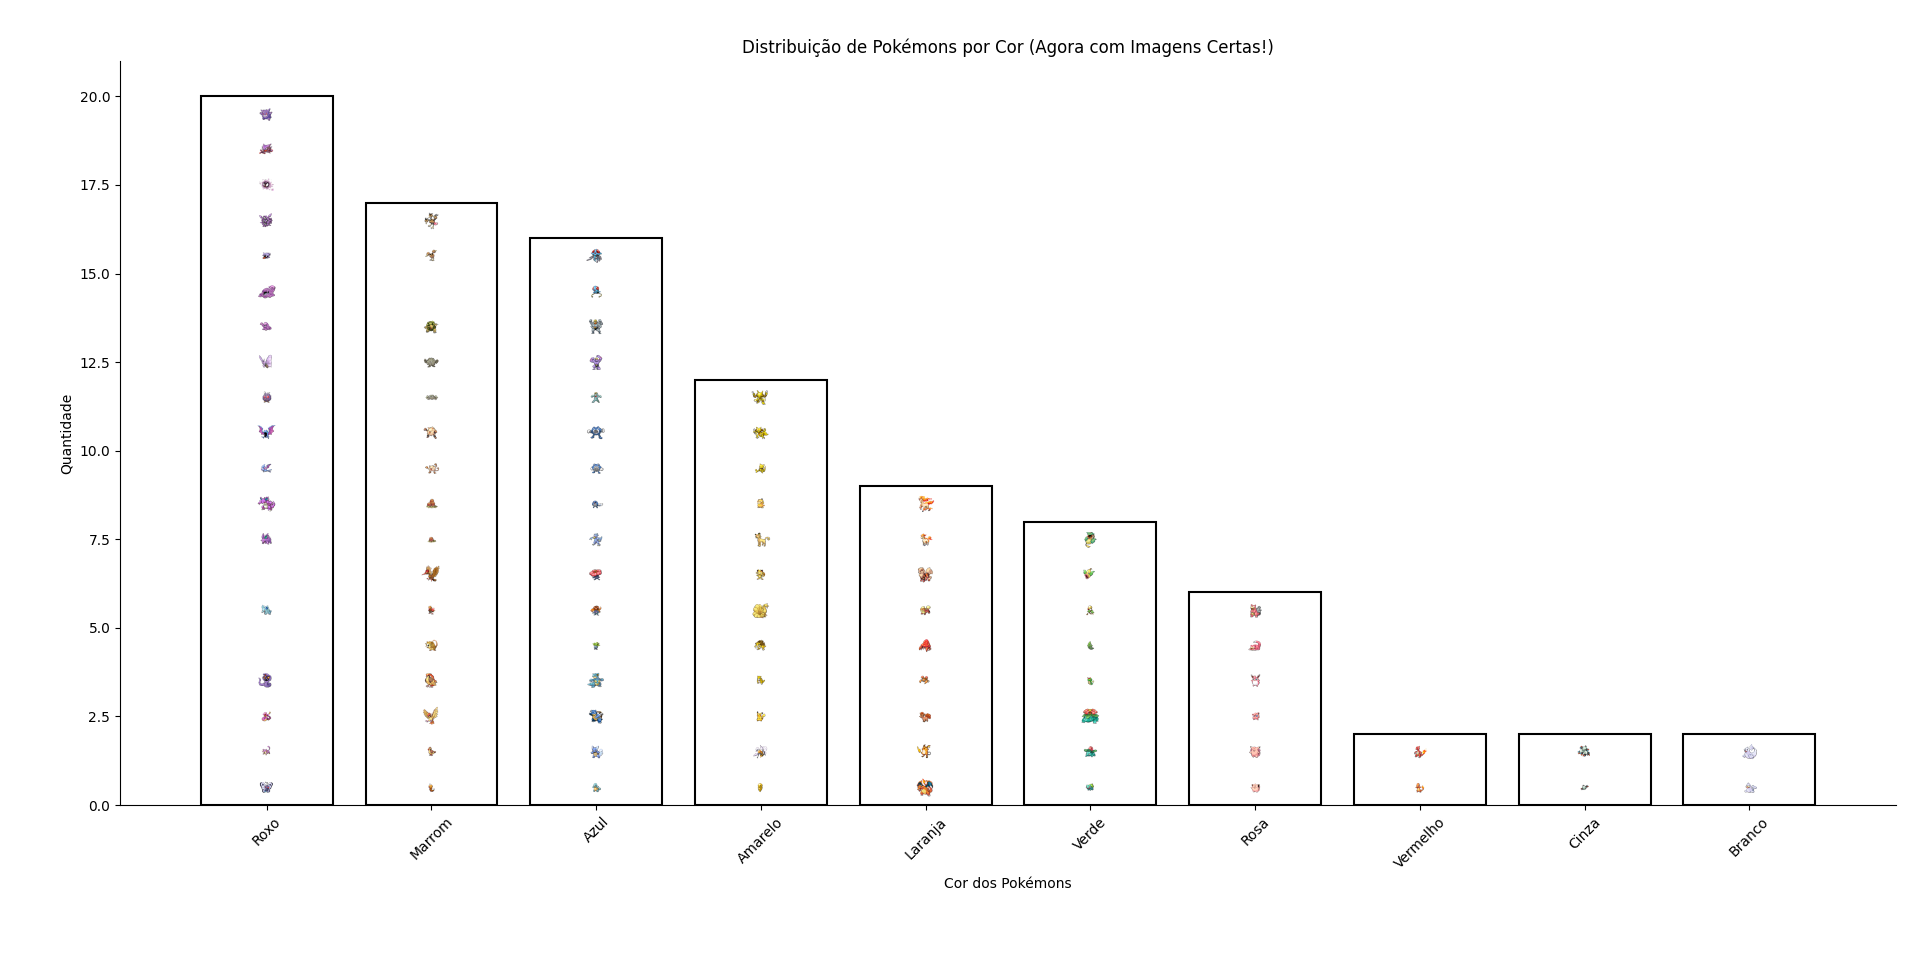 Distribuição de Pokémons por Cor (Agora com Imagens Certas!)
20.0
17.5
15.0
12.5
10.0
7.5
5.0
2.5
0.0
Quantidade
Roxo
Marrom
Azul
Amarelo
Laranja
Verde
Rosa
Vermelho
Cinza
Branco
Cor dos Pokémons